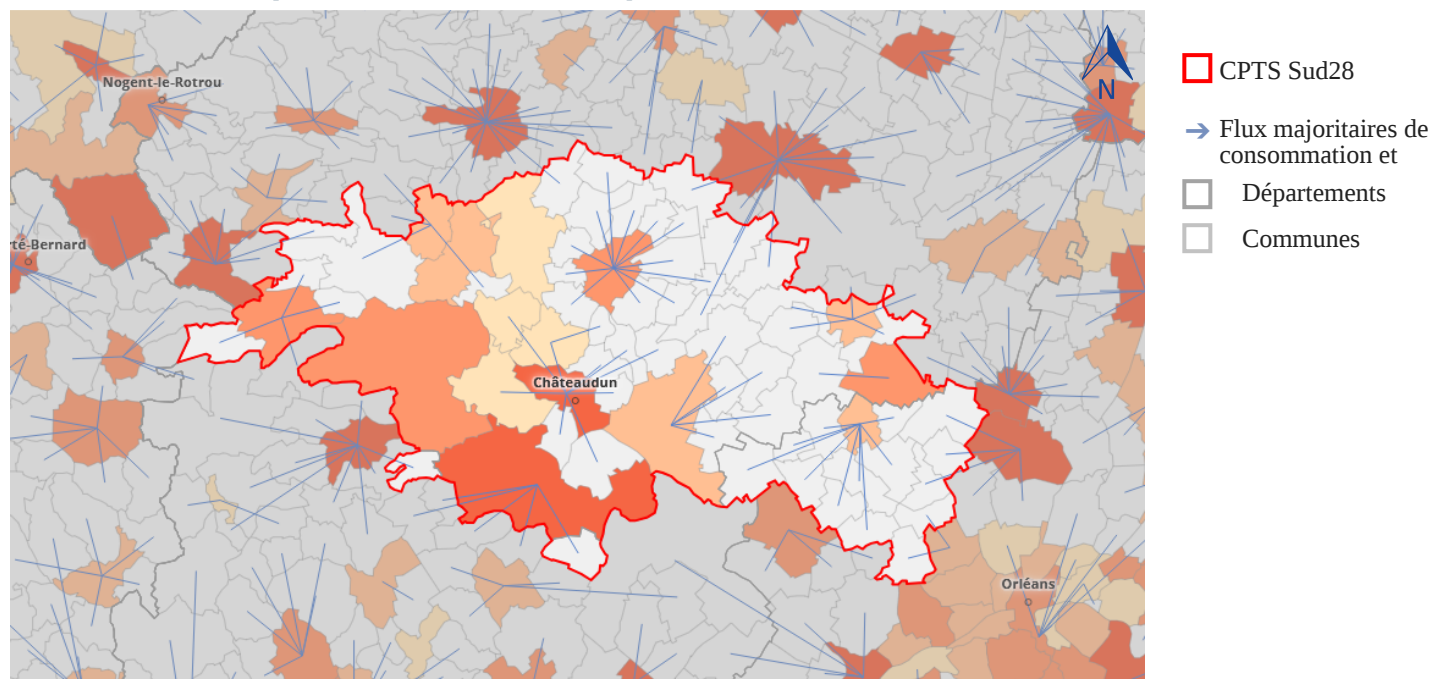 Nogent-le-Rotrou
N
CPTS Sud28
Flux majoritaires de
consommation et
Départements
Communes
rté-Bernard
Châteaudun
Orléans